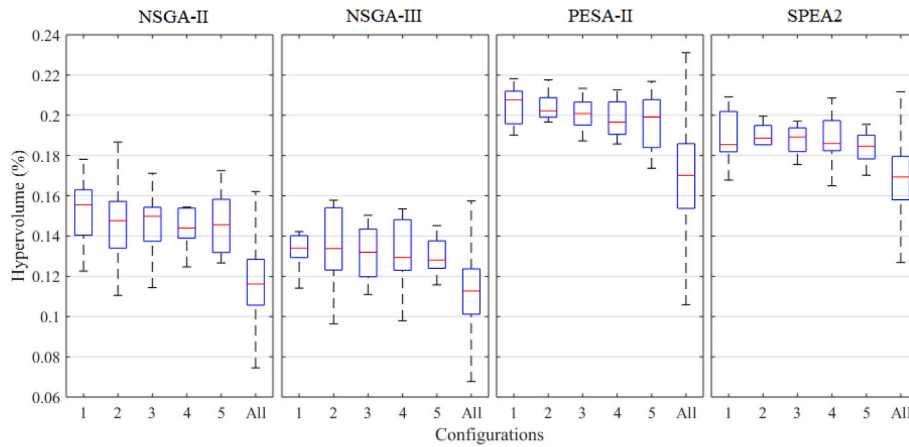 NSGA-II NSGA-III PESA-II SPEA2
0.24
0.22
0.2
0.18
0.16
0.14
0.12
0.1
0.08
0.06
Hypervolume (%)
1 2 3 4 5 All 1 2 3 4 5 All 1 2 3 4 5 All 1 2 3 4 5 All
Configurations